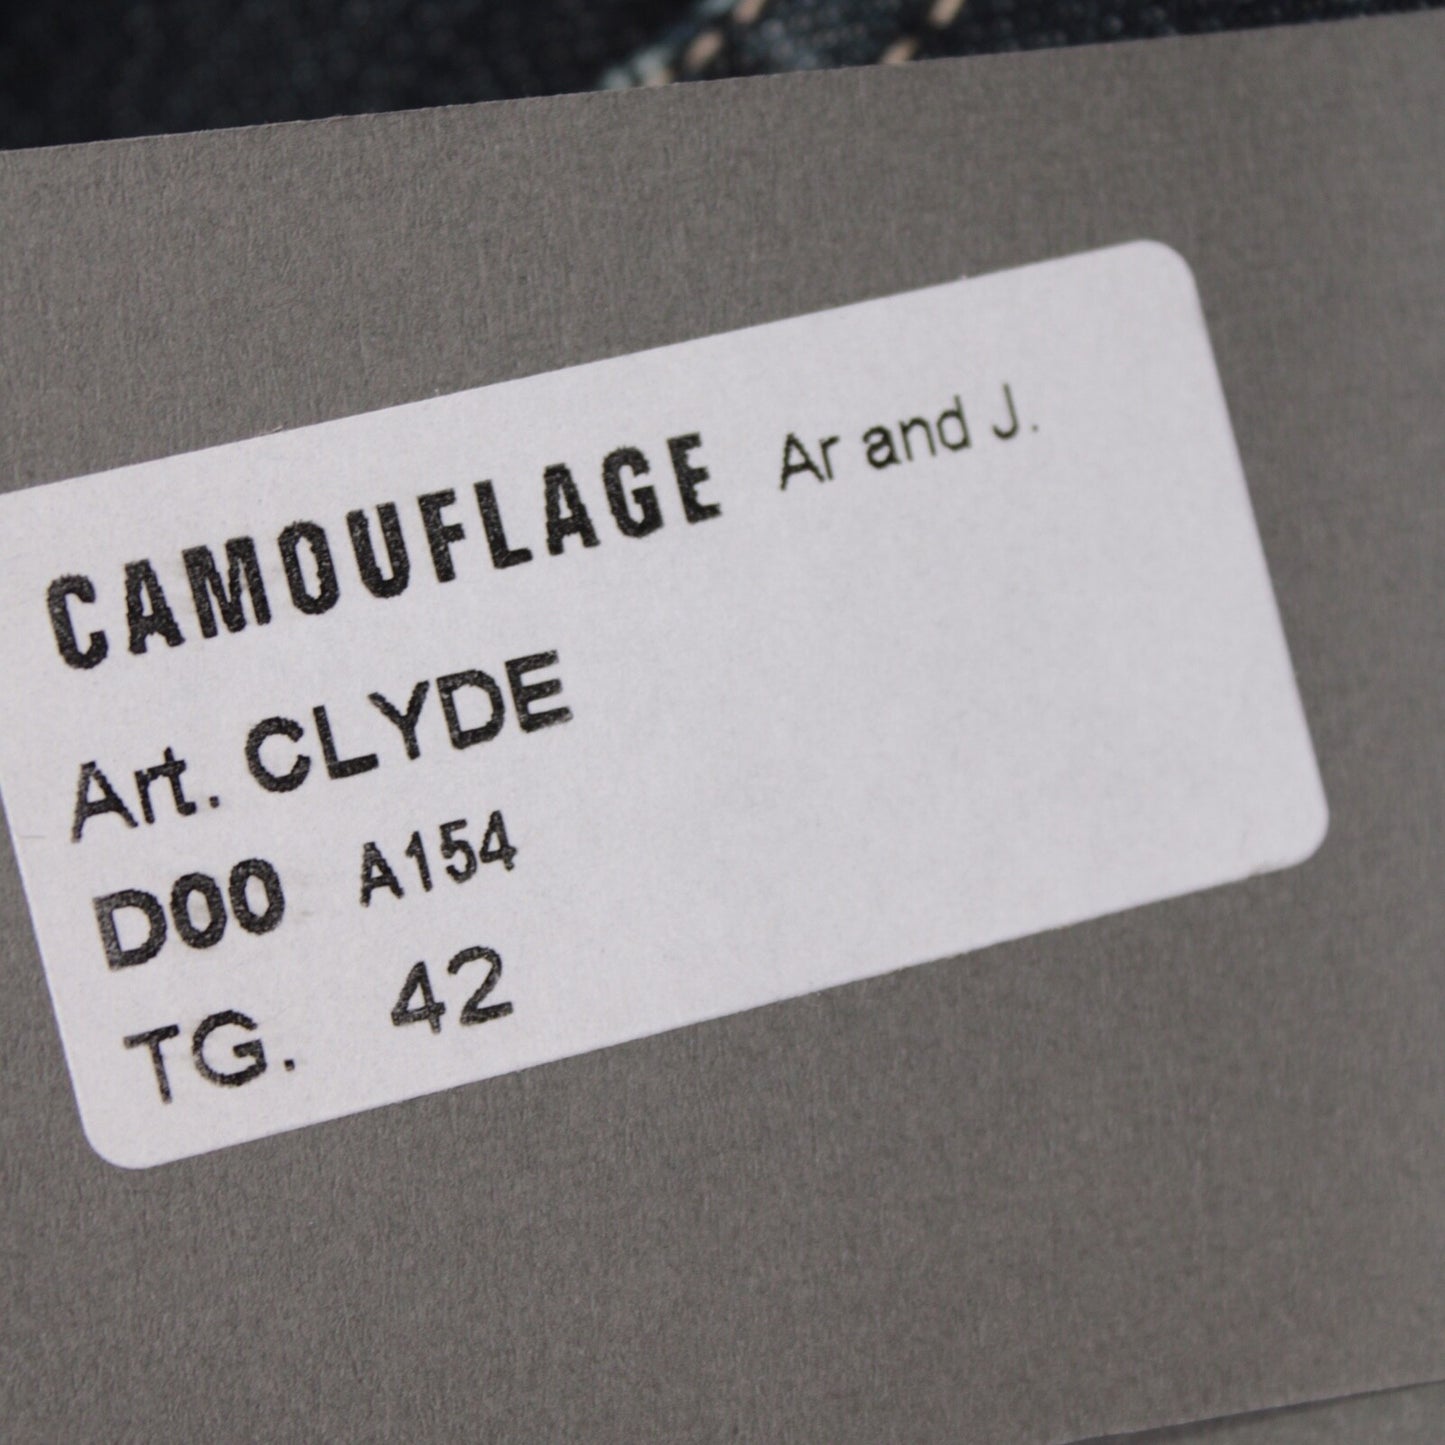 CAMOUFLAGE Ar and J.
Art. CLYDE
D00 A154
TG. 42